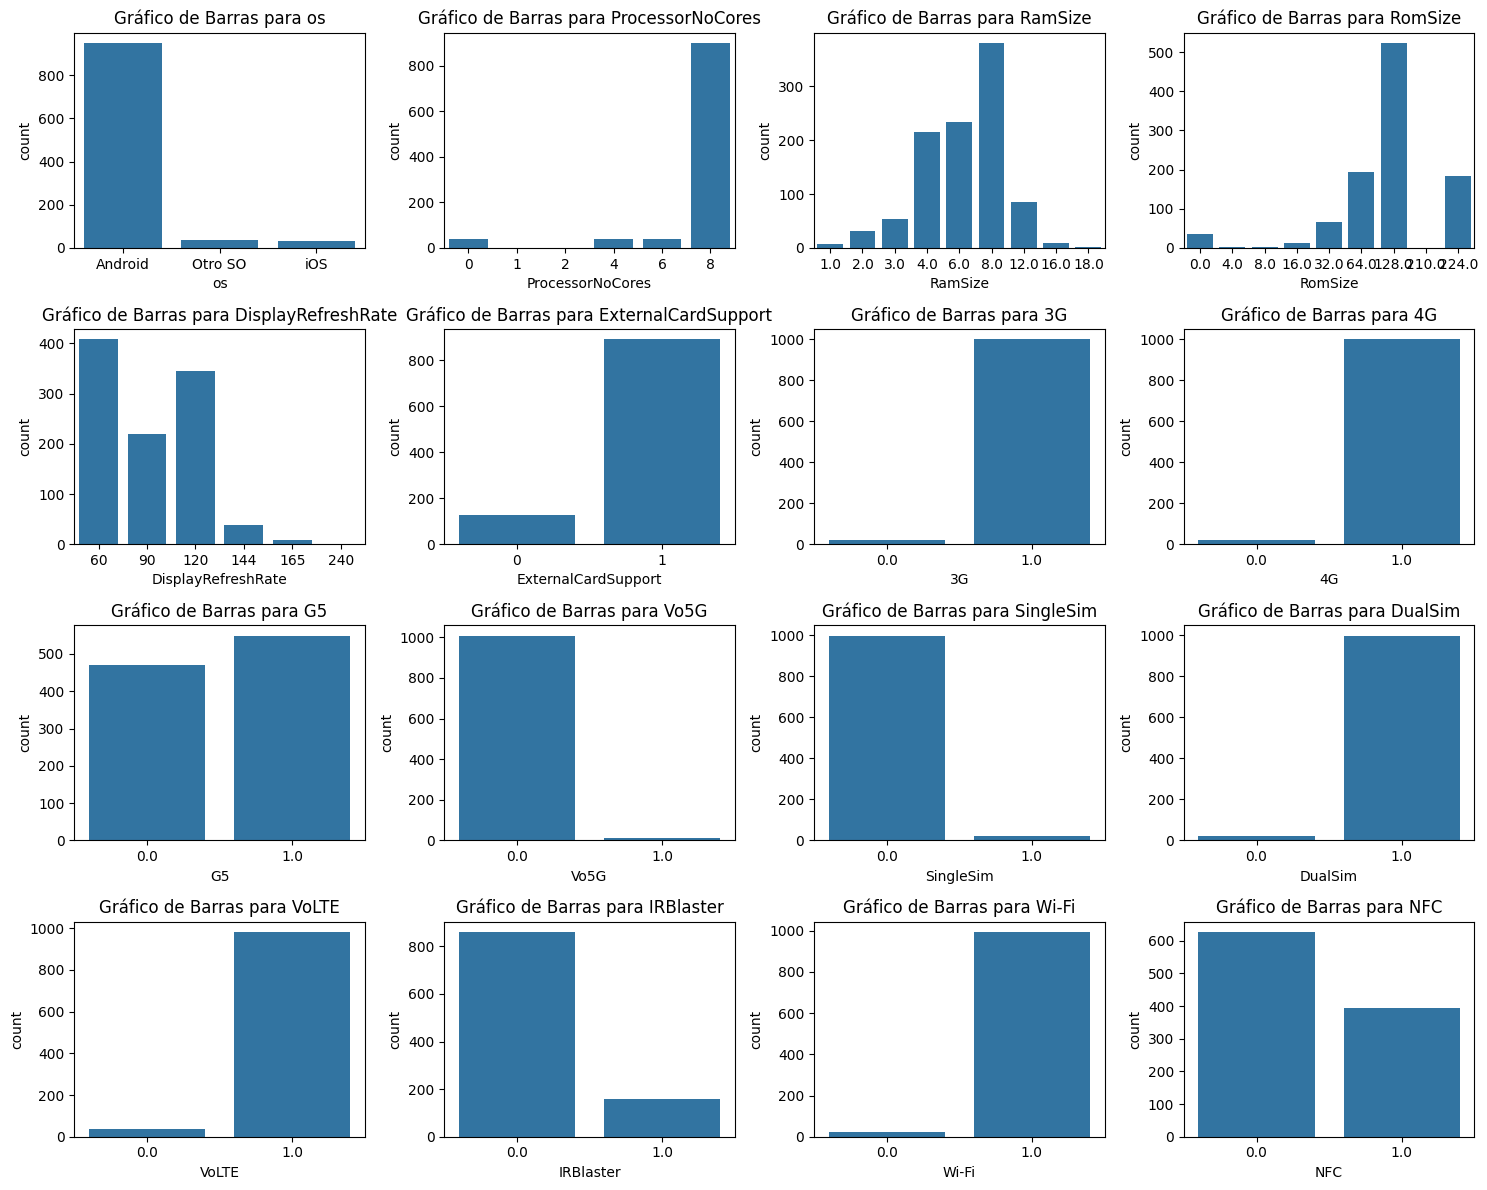 Gráfico de Barras para os
count
800
600
400
200
0
Android Otro SO iOS
os
Gráfico de Barras para ProcessorNoCores
count
800
600
400
200
0
0 1 2 4 6 8
ProcessorNoCores
Gráfico de Barras para RamSize
count
300
200
100
0
1.0 2.0 3.0 4.0 6.0 8.0 12.0 16.0 18.0
RamSize
Gráfico de Barras para RomSize
count
500
400
300
200
100
0
0.0 4.0 8.0 16.0 32.0 64.0 128.0 210.0 224.0
RomSize
Gráfico de Barras para DisplayRefreshRate
count
400
300
200
100
0
60 90 120 144 165 240
DisplayRefreshRate
Gráfico de Barras para ExternalCardSupport
count
800
600
400
200
0
0 1
ExternalCardSupport
Gráfico de Barras para 3G
count
1000
800
600
400
200
0
0.0 1.0
3G
Gráfico de Barras para 4G
count
1000
800
600
400
200
0
0.0 1.0
4G
Gráfico de Barras para G5
count
500
400
300
200
100
0
0.0 1.0
G5
Gráfico de Barras para Vo5G
count
1000
800
600
400
200
0
0.0 1.0
Vo5G
Gráfico de Barras para SingleSim
count
1000
800
600
400
200
0
0.0 1.0
SingleSim
Gráfico de Barras para DualSim
count
1000
800
600
400
200
0
0.0 1.0
DualSim
Gráfico de Barras para VoLTE
count
1000
800
600
400
200
0
0.0 1.0
VoLTE
Gráfico de Barras para IRBlaster
count
800
600
400
200
0
0.0 1.0
IRBlaster
Gráfico de Barras para Wi-Fi
count
1000
800
600
400
200
0
0.0 1.0
Wi-Fi
Gráfico de Barras para NFC
count
600
500
400
300
200
100
0
0.0 1.0
NFC